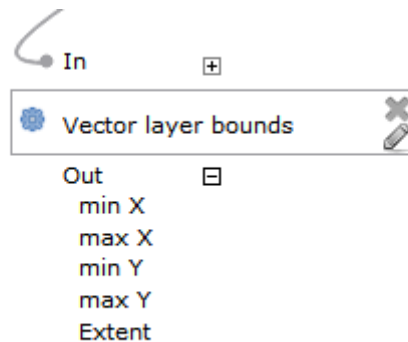 In
Vector layer bounds
Out
min X
max X
min Y
max Y
Extent